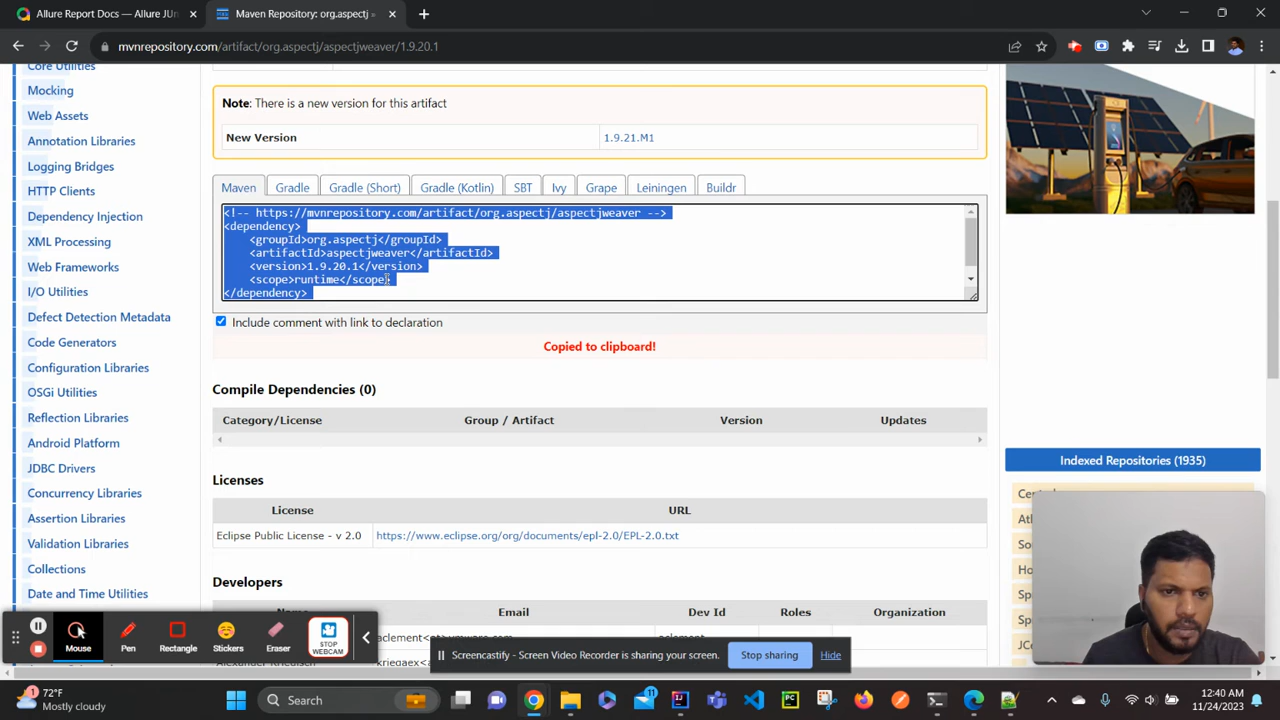 Allure Report Docs — Allure JUn
Maven Repository: org.aspectj »
mvnrepository.com/artifact/org.aspectj/aspectjweaver/1.9.20.1
Core Utilities
Mocking
Web Assets
Annotation Libraries
Logging Bridges
HTTP Clients
Dependency Injection
XML Processing
Web Frameworks
I/O Utilities
Defect Detection Metadata
Code Generators
Configuration Libraries
OSGi Utilities
Reflection Libraries
Android Platform
JDBC Drivers
Concurrency Libraries
Assertion Libraries
Validation Libraries
Collections
Date and Time Utilities
Note: There is a new version for this artifact
New Version 1.9.21.M1
Maven Gradle Gradle (Short) Gradle (Kotlin) SBT Ivy Grape Leiningen Buildr
<!-- https://mvnrepository.com/artifact/org.aspectj/aspectjweaver -->
<dependency>
<groupId>org.aspectj</groupId>
<artifactId>aspectjweaver</artifactId>
<version>1.9.20.1</version>
<scope>runtime</scope>
</dependency>
Include comment with link to declaration
Copied to clipboard!
Compile Dependencies (0)
Category/License Group / Artifact Version Updates
Licenses
License URL
Eclipse Public License - v 2.0 https://www.eclipse.org/org/documents/epl-2.0/EPL-2.0.txt
Developers
Email Dev Id Roles Organization
Indexed Repositories (1935)
Mouse Pen Rectangle Stickers Eraser STOP WEBCAM
Screencastify - Screen Video Recorder is sharing your screen. Stop sharing Hide
72°F
Mostly cloudy
Search
12:40 AM
11/24/2023